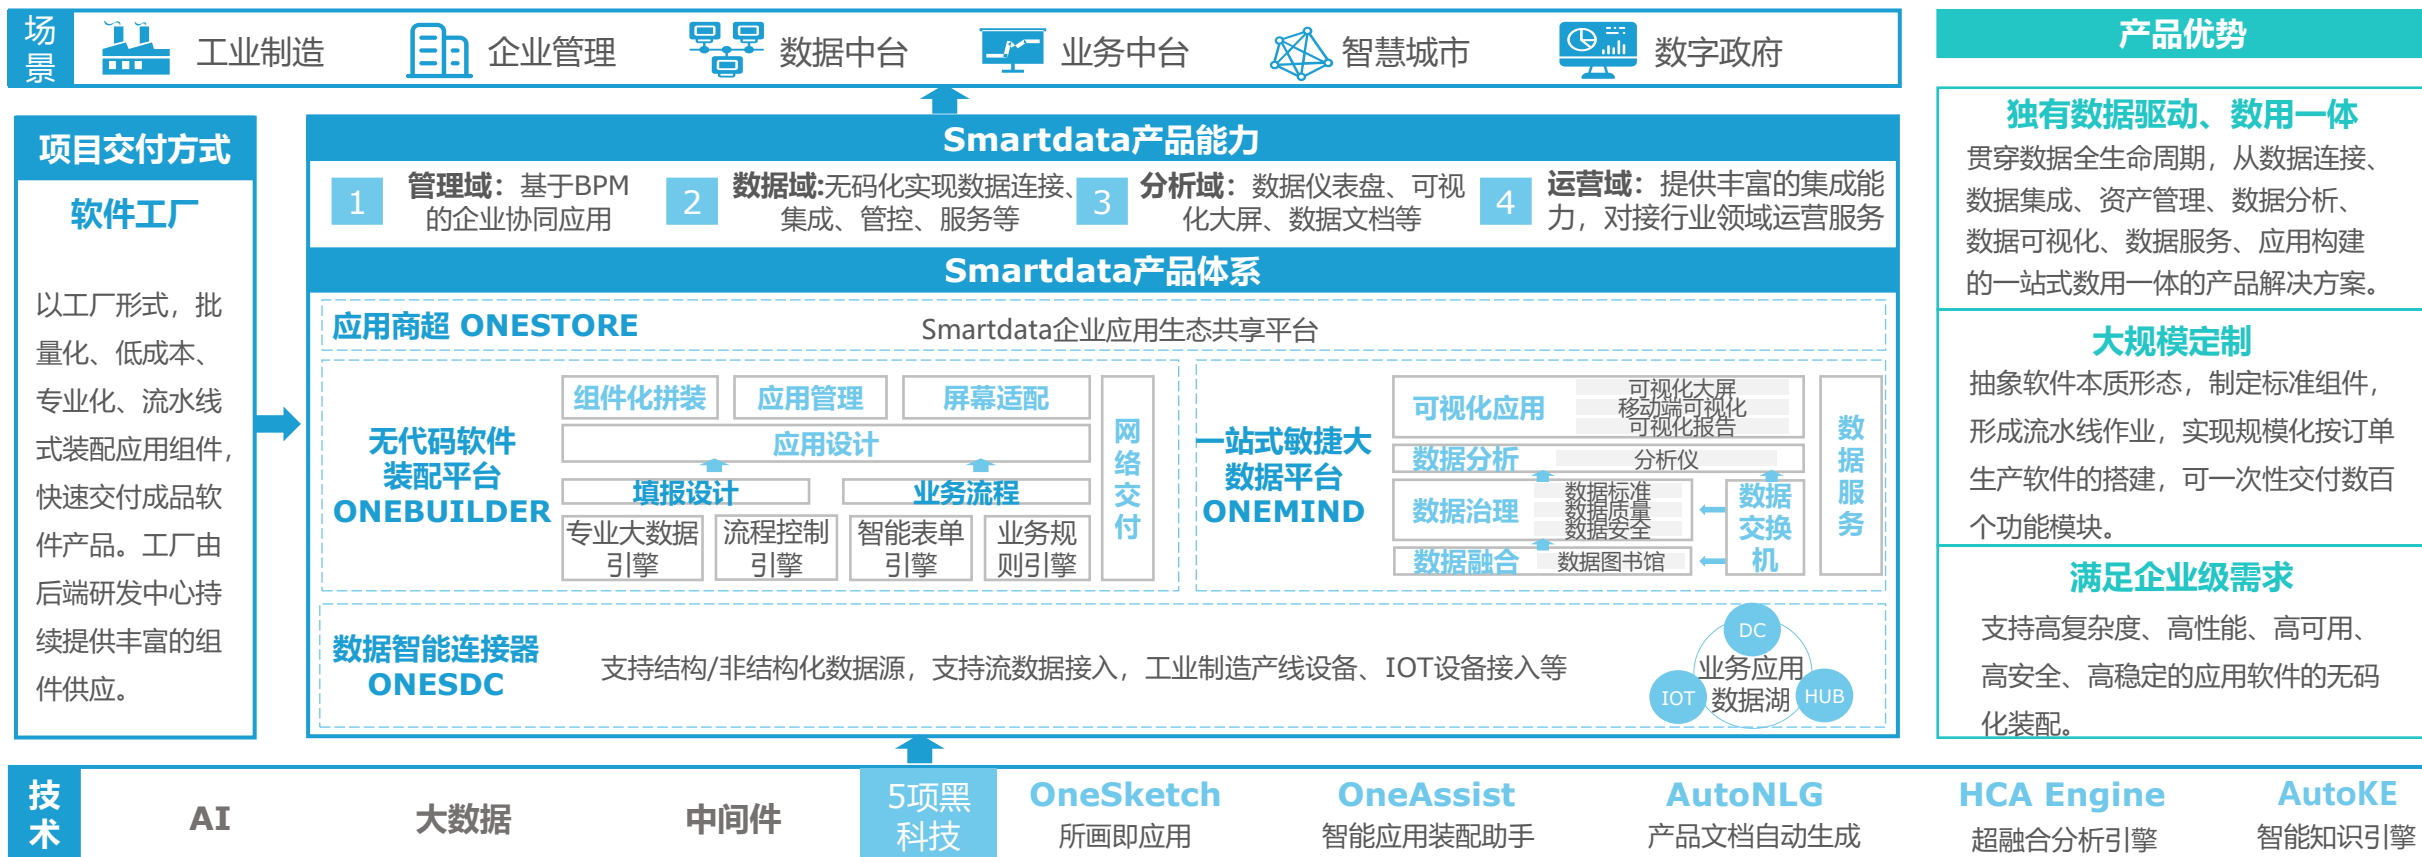 场
景
工业制造
企业管理
数据中台
业务中台
智慧城市
数字政府
项目交付方式
软件工厂
以工厂形式，批
量化、低成本、
专业化、流水线
式装配应用组件，
快速交付成品软
件产品。工厂由
后端研发中心持
续提供丰富的组
件供应。
Smartdata产品能力
1
管理域：基于BPM
的企业协同应用
2
数据域:无码化实现数据连接、
集成、管控、服务等
3
分析域：数据仪表盘、可视
化大屏、数据文档等
4
运营域：提供丰富的集成能
力，对接行业领域运营服务
Smartdata产品体系
应用商超 ONESTORE
Smartdata企业应用生态共享平台
无代码软件
装配平台
ONEBUILDER
组件化拼装
应用管理
屏幕适配
应用设计
填报设计
业务流程
专业大数据
引擎
流程控制
引擎
智能表单
引擎
业务规
则引擎
网
络
交
付
一站式敏捷大
数据平台
ONEMIND
可视化应用
可视化大屏
移动端可视化
可视化报告
数据分析
分析仪
数据治理
数据标准
数据质量
数据安全
数据融合
数据图书馆
数据
交换
机
数
据
服
务
数据智能连接器
ONESDC
支持结构/非结构化数据源，支持流数据接入，工业制造产线设备、IOT设备接入等
DC
业务应用
数据湖
IOT
HUB
产品优势
独有数据驱动、数用一体
贯穿数据全生命周期，从数据连接、
数据集成、资产管理、数据分析、
数据可视化、数据服务、应用构建
的一站式数用一体的产品解决方案。
大规模定制
抽象软件本质形态，制定标准组件，
形成流水线作业，实现规模化按订单
生产软件的搭建，可一次性交付数百
个功能模块。
满足企业级需求
支持高复杂度、高性能、高可用、
高安全、高稳定的应用软件的无码
化装配。
技
术
AI
大数据
中间件
5项黑
科技
OneSketch
所画即应用
OneAssist
智能应用装配助手
AutoNLG
产品文档自动生成
HCA Engine
超融合分析引擎
AutoKE
智能知识引擎